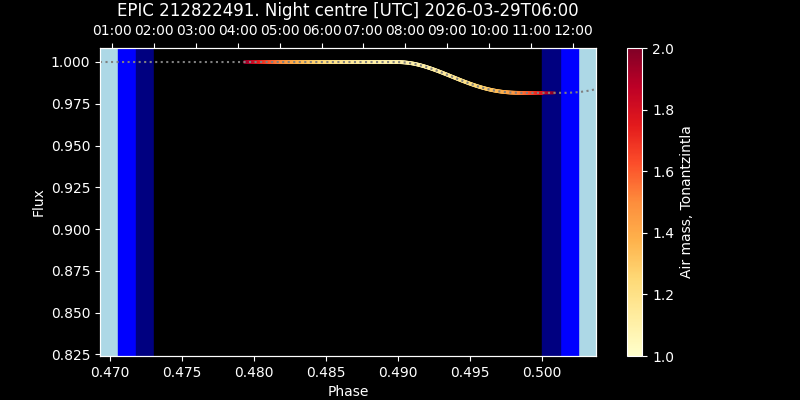 EPIC 212822491. Night centre [UTC] 2026-03-29T06:00
01:00 02:00 03:00 04:00 05:00 06:00 07:00 08:00 09:00 10:00 11:00 12:00
1.000
0.975
0.950
0.925
0.900
0.875
0.850
0.825
Flux
0.470 0.475 0.480 0.485 0.490 0.495 0.500
Phase
2.0
1.8
1.6
1.4
1.2
1.0
Air mass, Tonantzintla